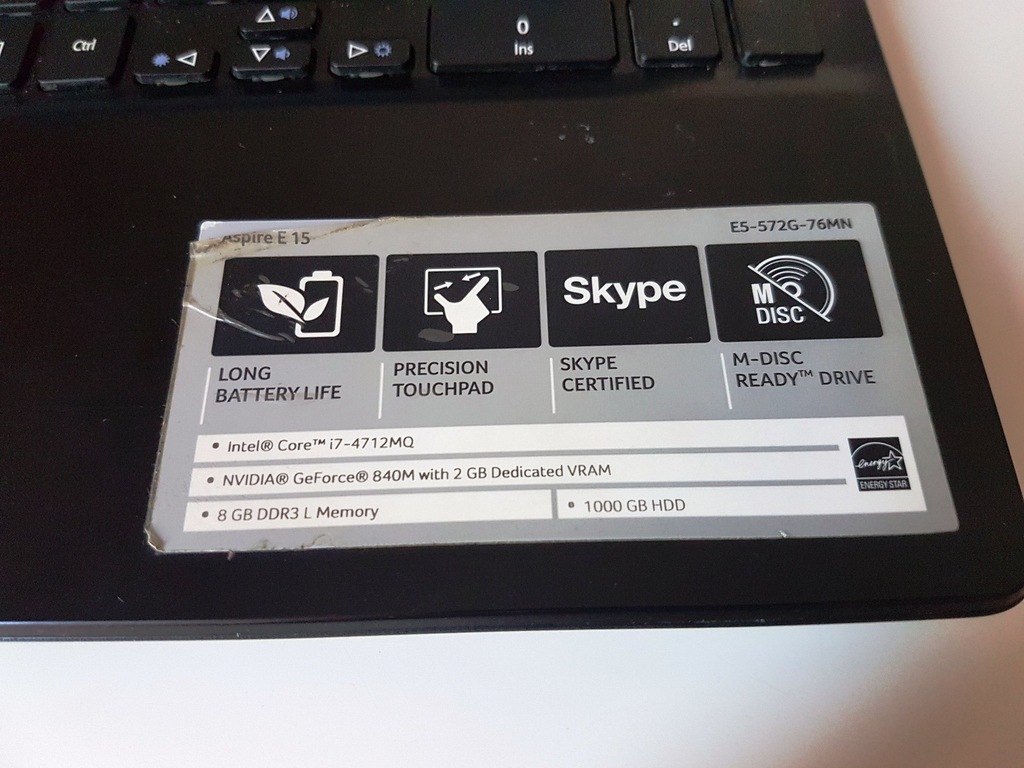 Ctrl
0
Ins
.
Del
Aspire E 15
E5-572G-76MN
Skype
M DISC
LONG
BATTERY LIFE
PRECISION
TOUCHPAD
SKYPE
CERTIFIED
M-DISC
READY™ DRIVE
• Intel® Core™ i7-4712MQ
• NVIDIA® GeForce® 840M with 2 GB Dedicated VRAM
• 8 GB DDR3 L Memory
• 1000 GB HDD
energy
ENERGY STAR